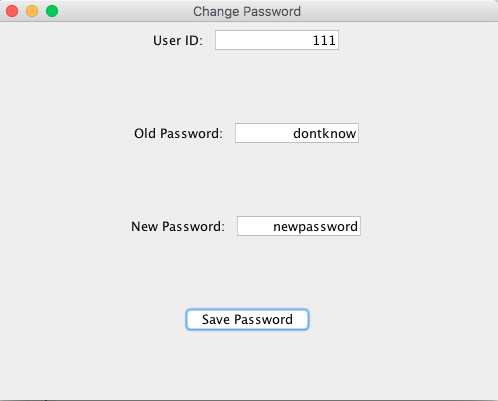 Change Password
User ID: 111
Old Password: dontknow
New Password: newpassword
Save Password